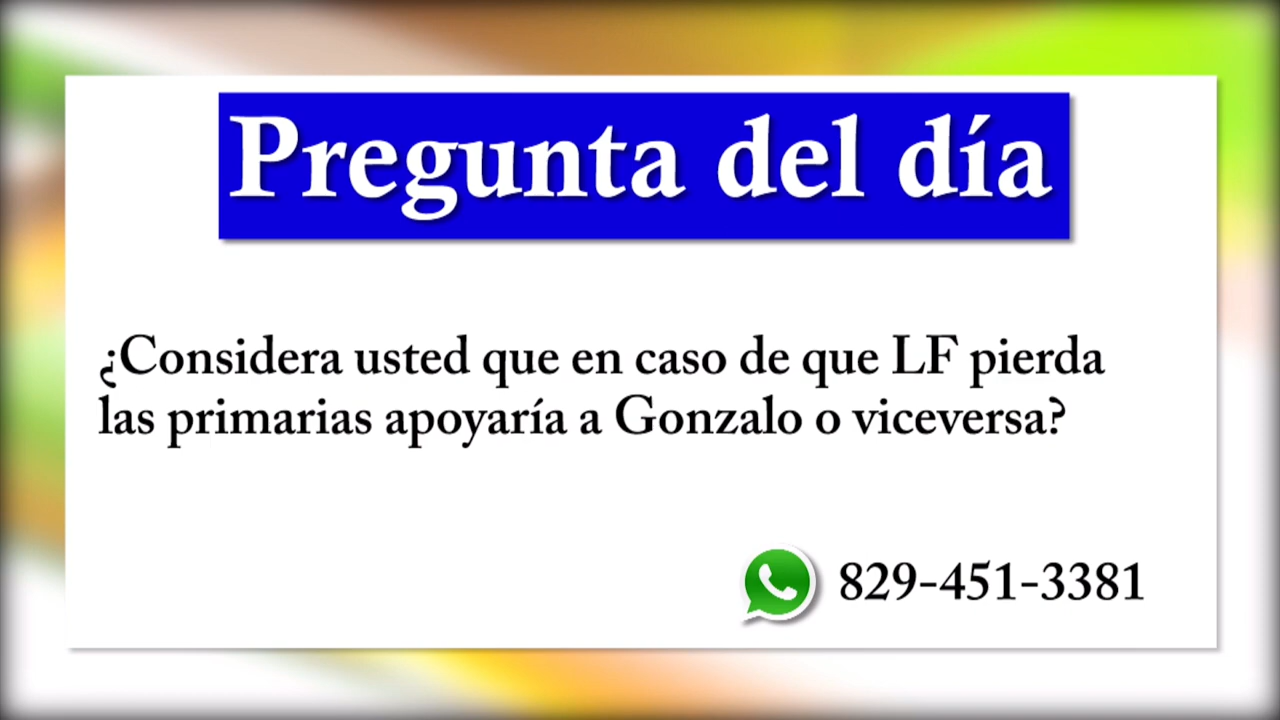 Pregunta del día
¿Considera usted que en caso de que LF pierda
las primarias apoyaría a Gonzalo o viceversa?
829-451-3381